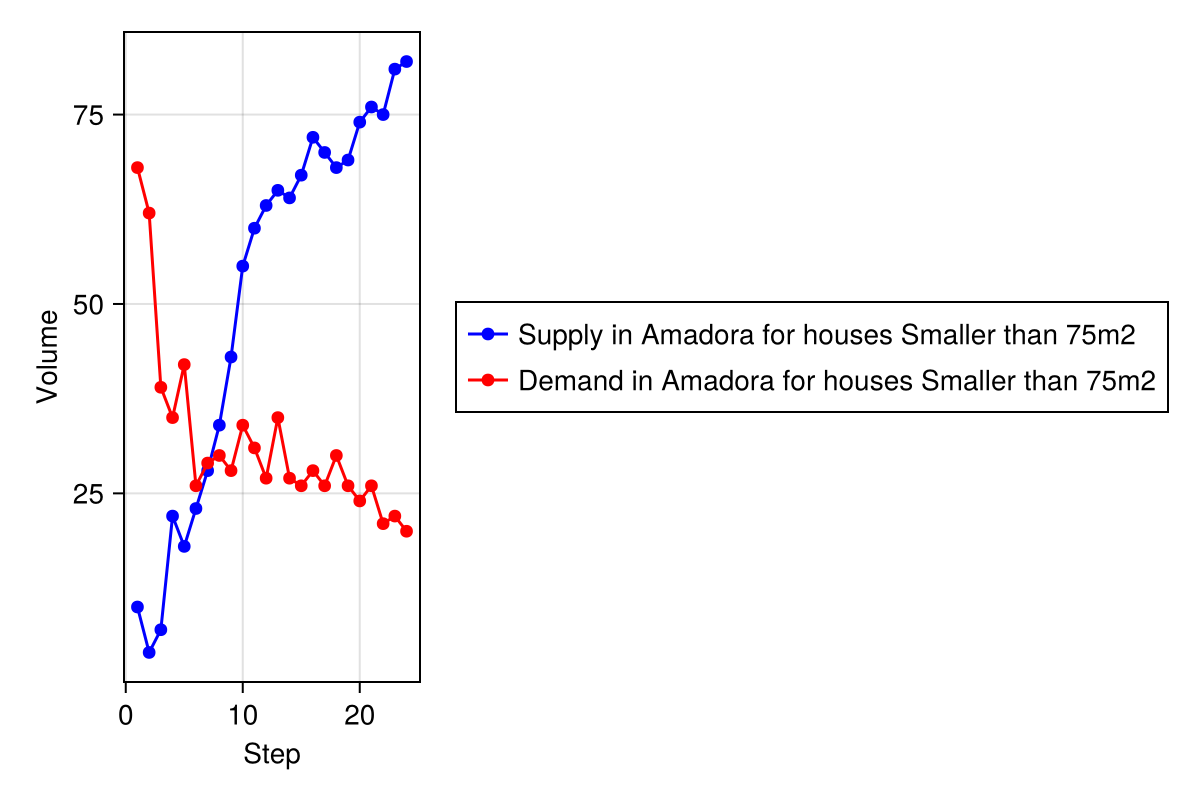 75
50
25
Volume
0 10 20
Step
Supply in Amadora for houses Smaller than 75m2
Demand in Amadora for houses Smaller than 75m2